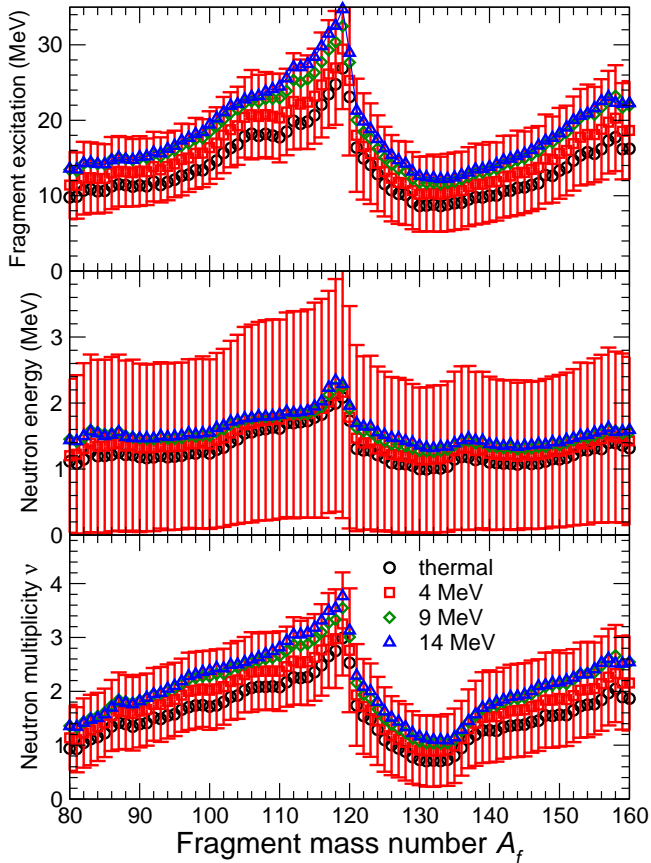 Fragment excitation (MeV)
30
20
10
0
Neutron energy (MeV)
3
2
1
0
Neutron multiplicity ν
4
3
2
1
0
thermal
4 MeV
9 MeV
14 MeV
80 90 100 110 120 130 140 150 160
Fragment mass number A_f